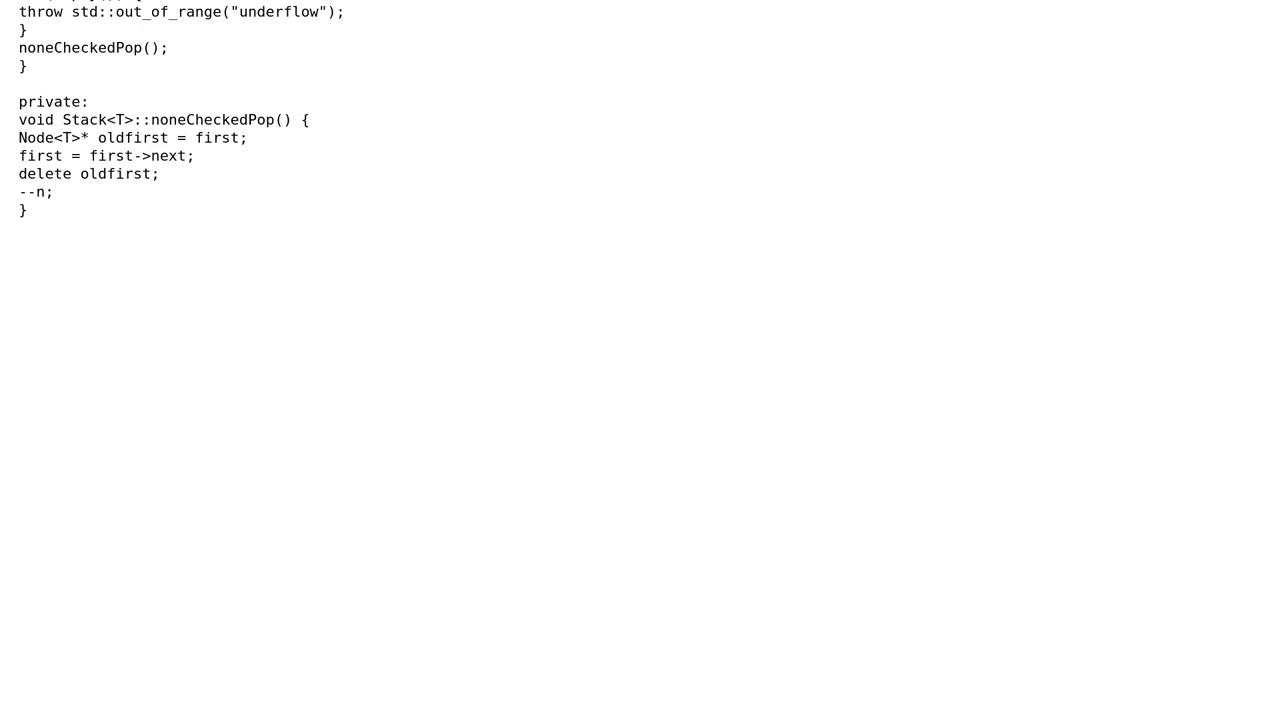 throw std::out_of_range("underflow");
}
noneCheckedPop();
}

private:
void Stack<T>::noneCheckedPop() {
Node<T>* oldfirst = first;
first = first->next;
delete oldfirst;
--n;
}